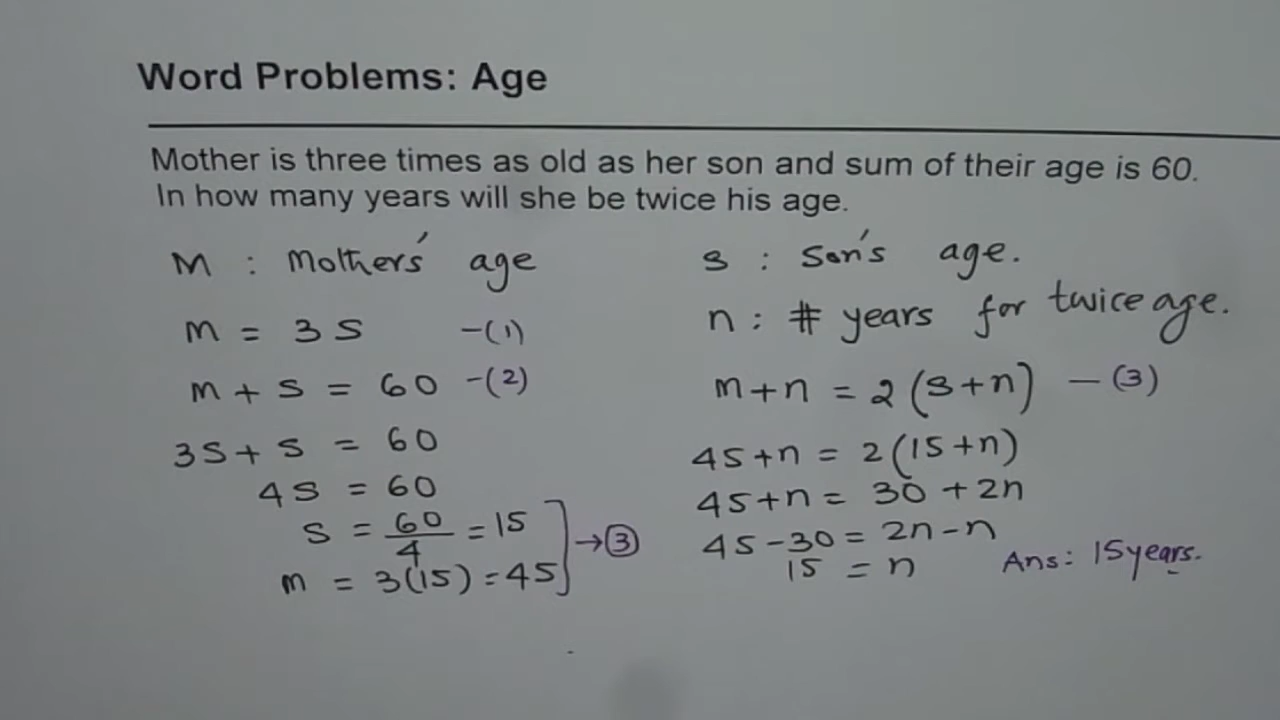 Word Problems: Age
Mother is three times as old as her son and sum of their age is 60.
In how many years will she be twice his age.
M : Mother's age
m = 3S -(1)
m + S = 60 -(2)
3S + S = 60
4S = 60
S = 60/4 = 15
m = 3(15) = 45
→ 3
S : Son's age.
n : # years for twice age.
m+n = 2(S+n) — (3)
45+n = 2(15+n)
45+n = 30 + 2n
45-30 = 2n-n
15 = n
Ans: 15 years.